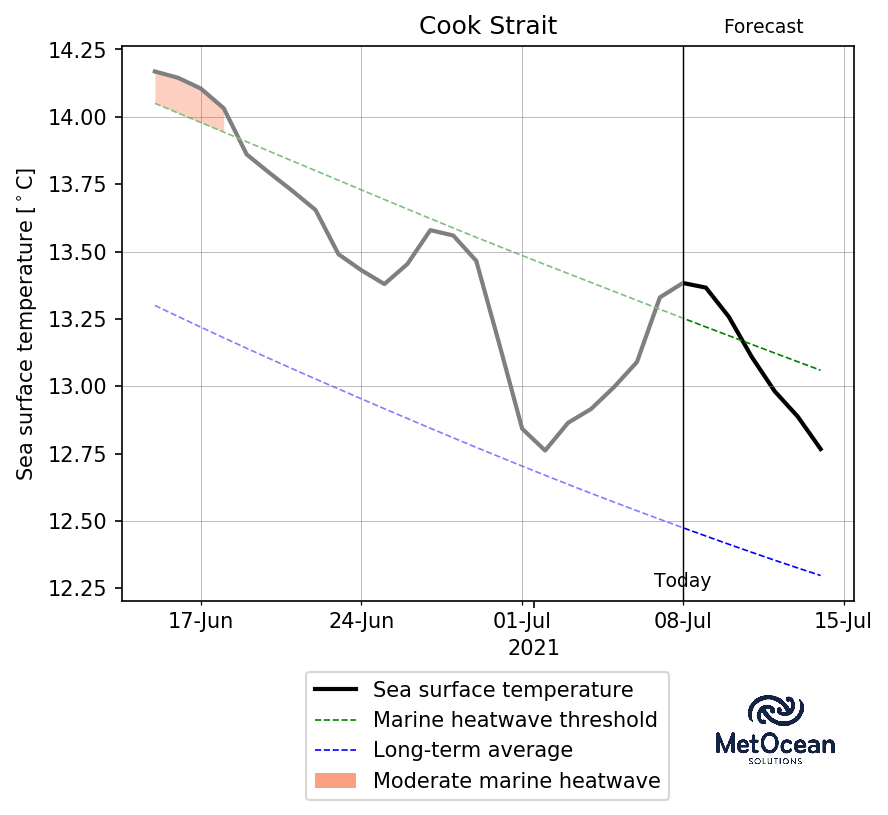 Cook Strait
Forecast
Sea surface temperature [°C]
14.25
14.00
13.75
13.50
13.25
13.00
12.75
12.50
12.25
Today
17-Jun 24-Jun 01-Jul 08-Jul 15-Jul
2021
Sea surface temperature
Marine heatwave threshold
Long-term average
Moderate marine heatwave
MetOcean
SOLUTIONS